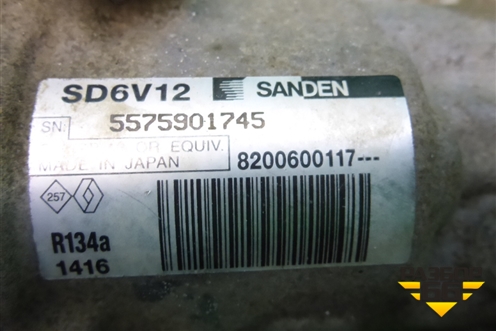 SD6V12 SANDEN
SN: 5575901745
OR EQUIV.
MADE IN JAPAN 8200600117---
257
R134a
1416